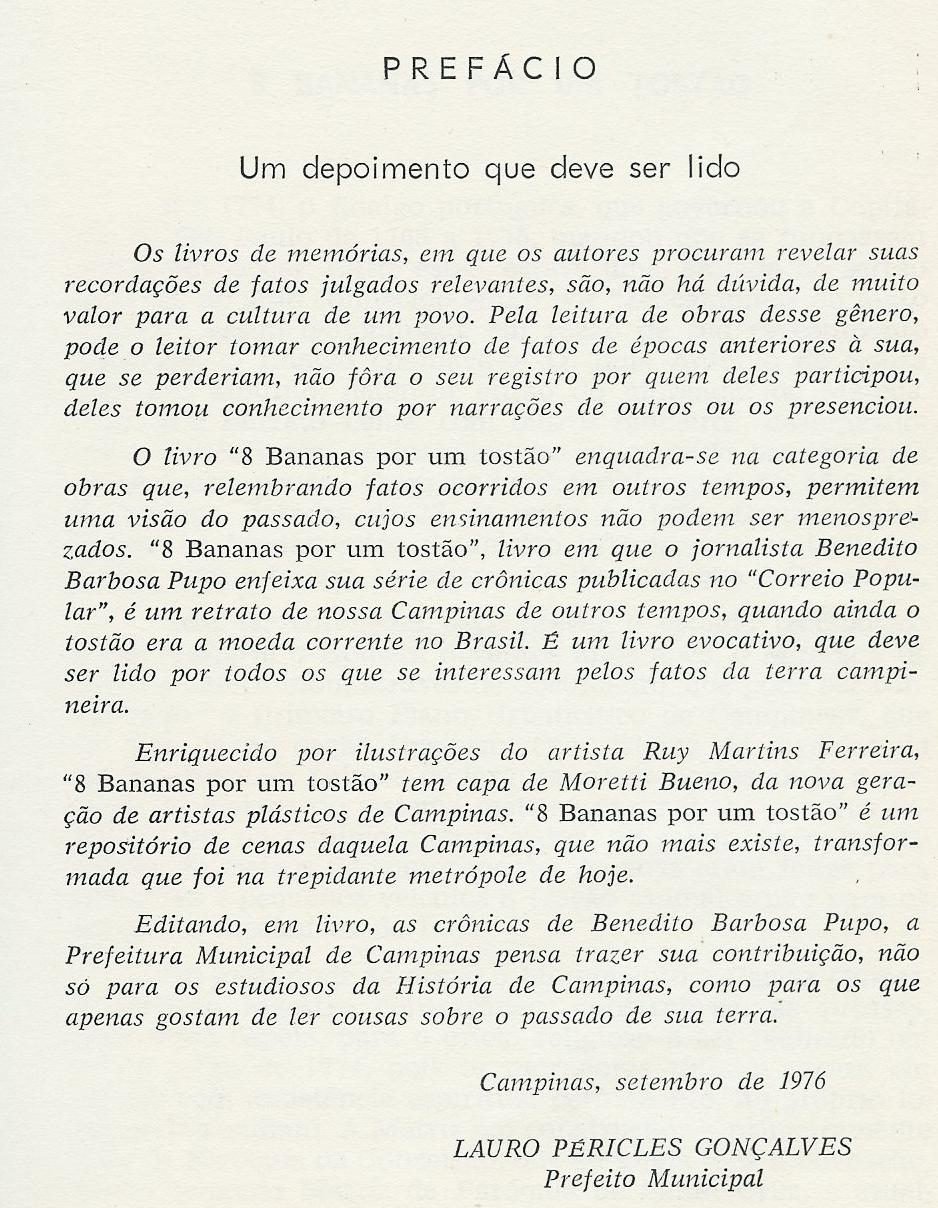 PREFÁCIO
Um depoimento que deve ser lido
Os livros de memórias, em que os autores procuram revelar suas
recordações de fatos julgados relevantes, são, não há dúvida, de muito
valor para a cultura de um povo. Pela leitura de obras desse gênero,
pode o leitor tomar conhecimento de fatos de épocas anteriores à sua,
que se perderiam, não fôra o seu registro por quem deles participou,
deles tomou conhecimento por narrações de outros ou os presenciou.
O livro "8 Bananas por um tostão" enquadra-se na categoria de
obras que, relembrando fatos ocorridos em outros tempos, permitem
uma visão do passado, cujos ensinamentos não podem ser menospre-
zados. "8 Bananas por um tostão", livro em que o jornalista Benedito
Barbosa Pupo enfeixa sua série de crônicas publicadas no "Correio Popu-
lar", é um retrato de nossa Campinas de outros tempos, quando ainda o
tostão era a moeda corrente no Brasil. É um livro evocativo, que deve
ser lido por todos os que se interessam pelos fatos da terra campi-
neira.
Enriquecido por ilustrações do artista Ruy Martins Ferreira,
"8 Bananas por um tostão" tem capa de Moretti Bueno, da nova gera-
ção de artistas plásticos de Campinas. "8 Bananas por um tostão" é um
repositório de cenas daquela Campinas, que não mais existe, transfor-
mada que foi na trepidante metrópole de hoje.
Editando, em livro, as crônicas de Benedito Barbosa Pupo, a
Prefeitura Municipal de Campinas pensa trazer sua contribuição, não
só para os estudiosos da História de Campinas, como para os que
apenas gostam de ler cousas sobre o passado de sua terra.
Campinas, setembro de 1976
LAURO PÉRICLES GONÇALVES
Prefeito Municipal